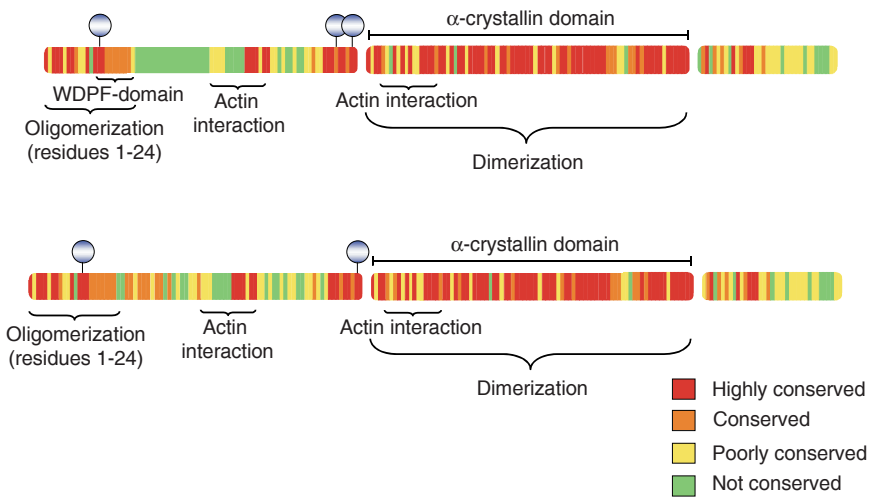 α-crystallin domain
WDPF-domain
Oligomerization
(residues 1-24)
Actin
interaction
Actin interaction
Dimerization
α-crystallin domain
Oligomerization
(residues 1-24)
Actin
interaction
Actin interaction
Dimerization
Highly conserved
Conserved
Poorly conserved
Not conserved